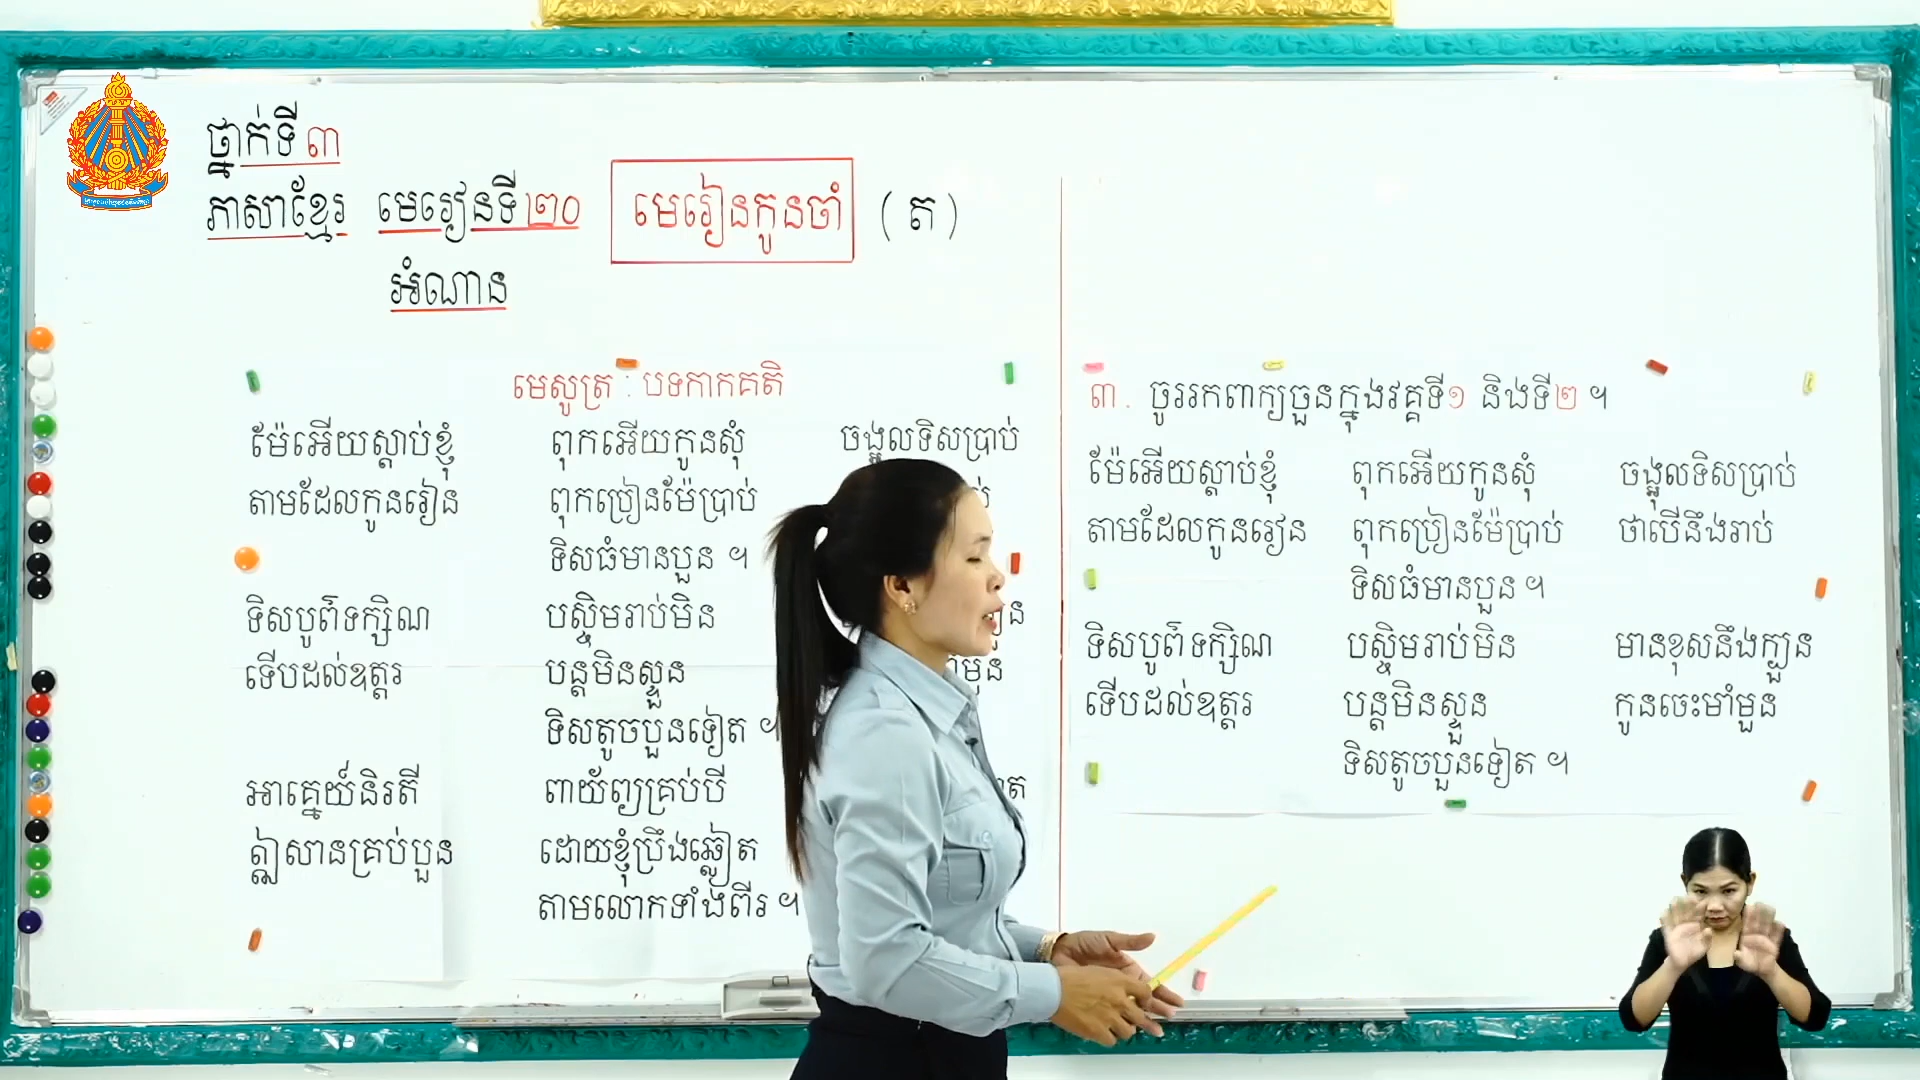 ថ្នាក់ទី ៣
ភាសាខ្មែរ មេរៀនទី ២០ មេរៀនកូនចាំ (ត)
អំណាន
មេសូត្រ : បទកាកគតិ
ម៉ែអើយស្ដាប់ខ្ញុំ ពុកអើយកូនសុំ ចង្អុលទិសប្រាប់
តាមដែលកូនរៀន ពុកប្រៀនម៉ែប្រាប់
ទិសធំមានបួន ។
ទិសបូព៌ទក្សិណ បស្ចិមរាប់មិន
ទើបដល់ឧត្តរ បន្តមិនស្ទួន
ទិសតូចបួនទៀត ។
អាគ្នេយ៍និរតី ពាយ័ព្យគ្រប់បី
ឦសានគ្រប់បួន ដោយខ្ញុំប្រឹងឆ្លៀត
តាមលោកទាំងពីរ ។
៣. ចូររកពាក្យចួនក្នុងវគ្គទី១ និងទី២ ។
ម៉ែអើយស្ដាប់ខ្ញុំ ពុកអើយកូនសុំ ចង្អុលទិសប្រាប់
តាមដែលកូនរៀន ពុកប្រៀនម៉ែប្រាប់ ថាបើនឹងរាប់
ទិសធំមានបួន ។
ទិសបូព៌ទក្សិណ បស្ចិមរាប់មិន មានខុសនឹងក្បួន
ទើបដល់ឧត្តរ បន្តមិនស្ទួន កូនចេះមាំមួន
ទិសតូចបួនទៀត ។